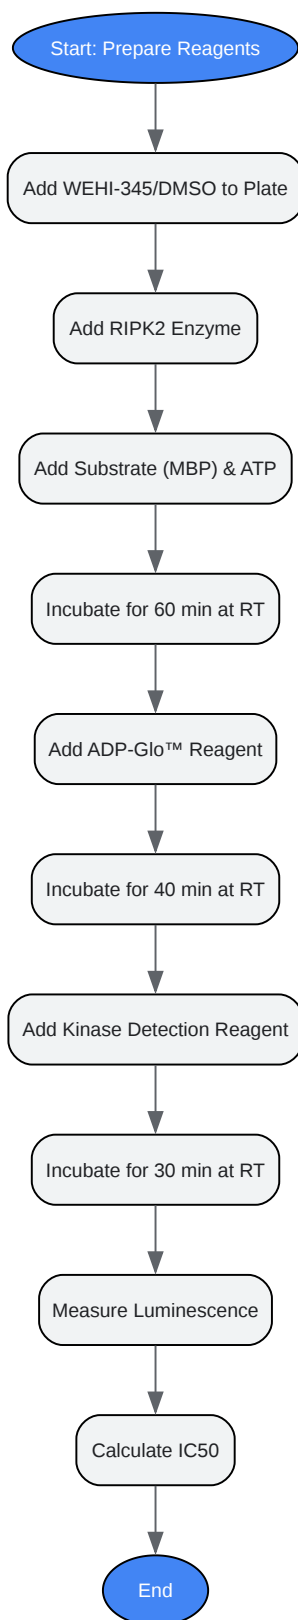 Start: Prepare Reagents
Add WEHI-345/DMSO to Plate
Add RIPK2 Enzyme
Add Substrate (MBP) & ATP
Incubate for 60 min at RT
Add ADP-Glo™ Reagent
Incubate for 40 min at RT
Add Kinase Detection Reagent
Incubate for 30 min at RT
Measure Luminescence
Calculate IC50
End